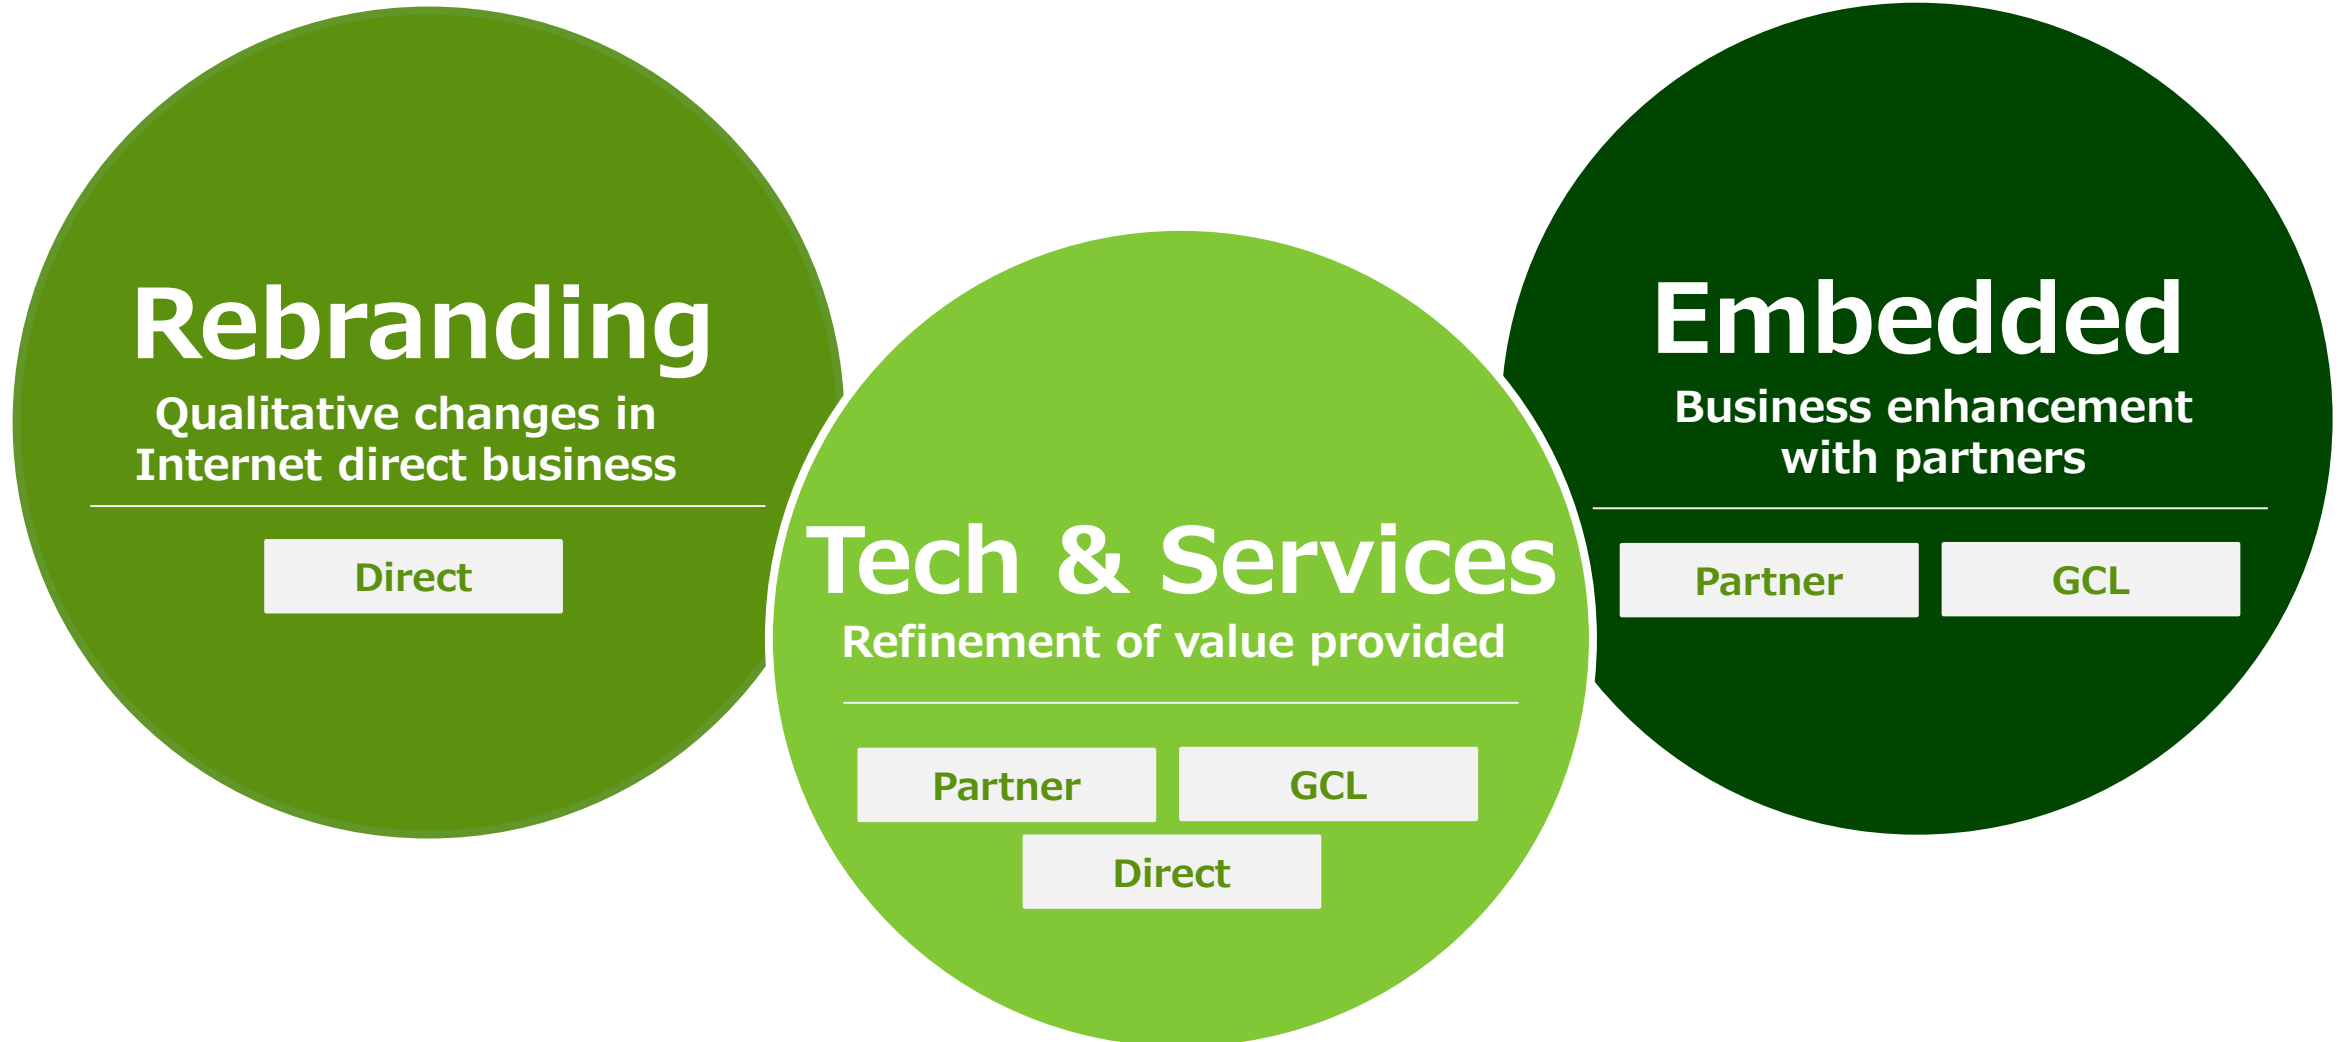 Rebranding
Qualitative changes in
Internet direct business
Direct
Tech & Services
Refinement of value provided
Partner
GCL
Direct
Embedded
Business enhancement
with partners
Partner
GCL